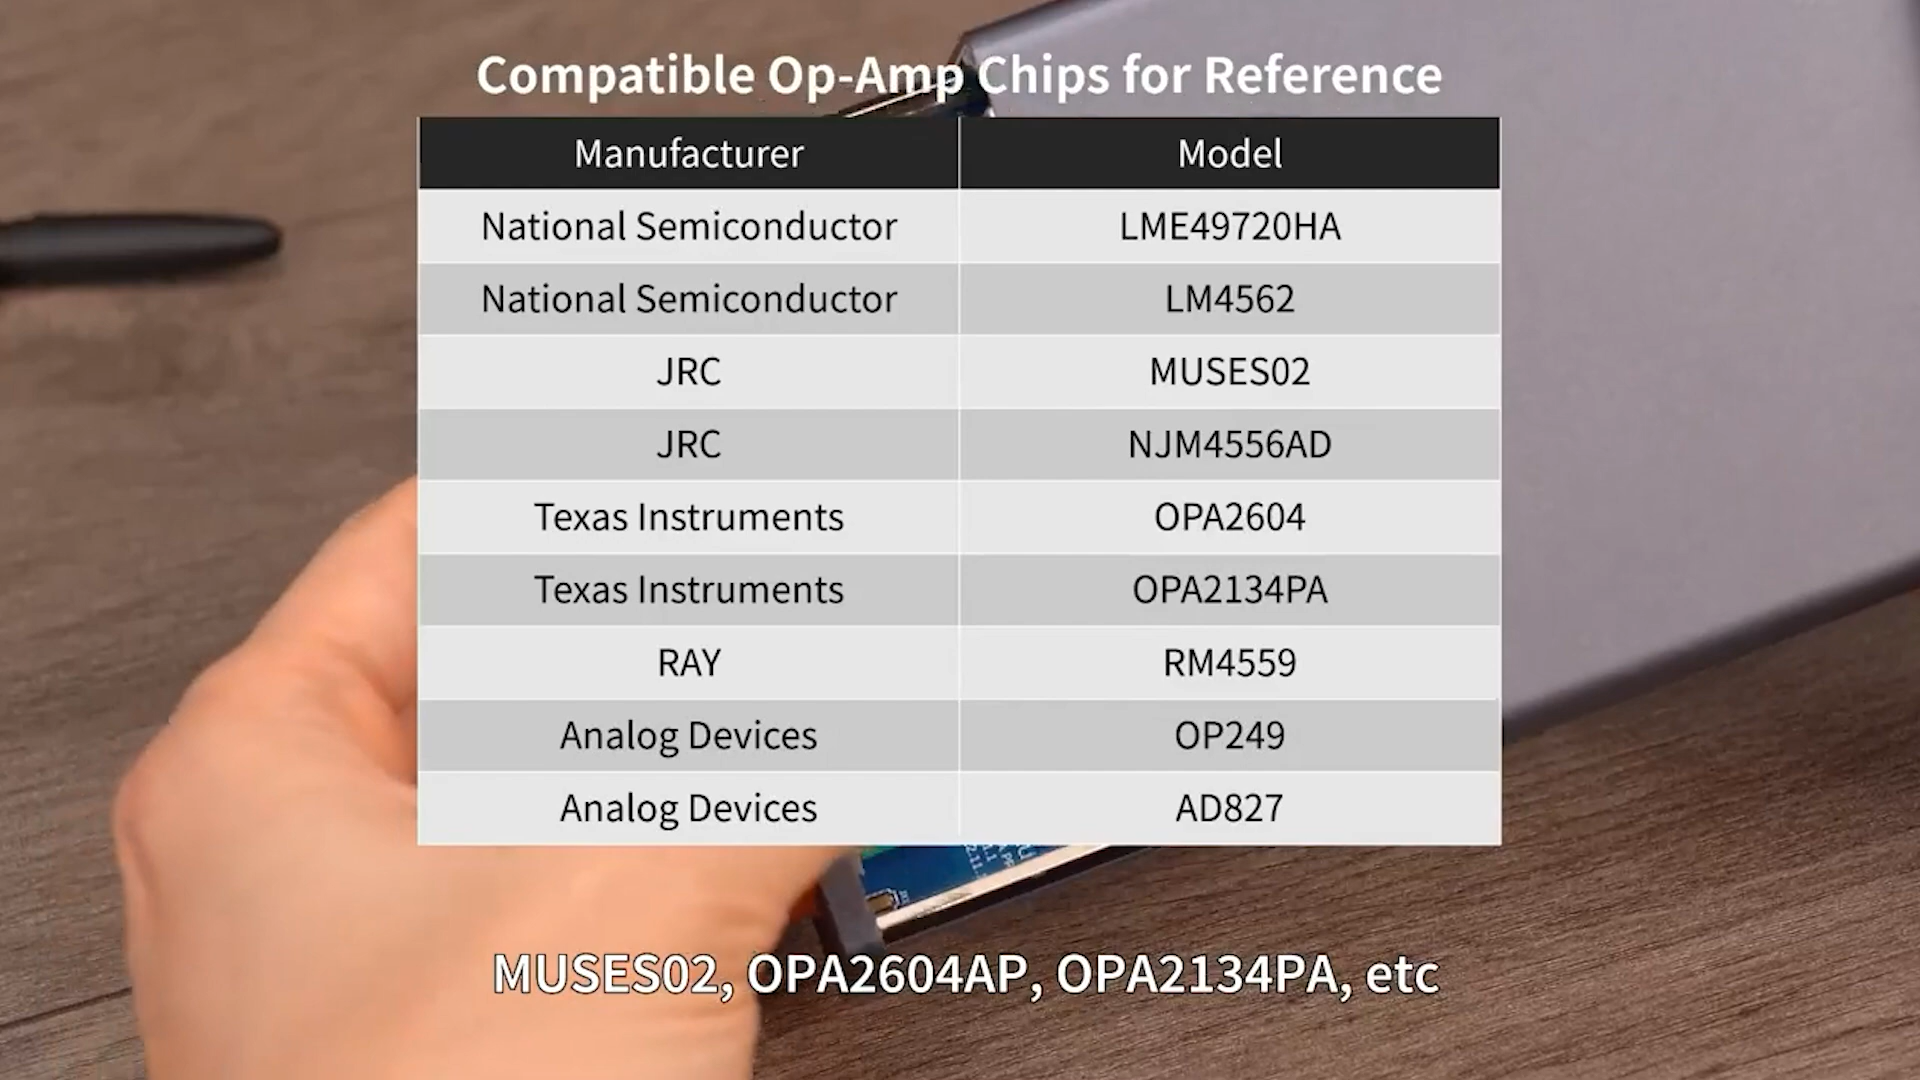 Compatible Op-Amp Chips for Reference
Manufacturer Model
National Semiconductor LME49720HA
National Semiconductor LM4562
JRC MUSES02
JRC NJM4556AD
Texas Instruments OPA2604
Texas Instruments OPA2134PA
RAY RM4559
Analog Devices OP249
Analog Devices AD827
MUSES02, OPA2604AP, OPA2134PA, etc